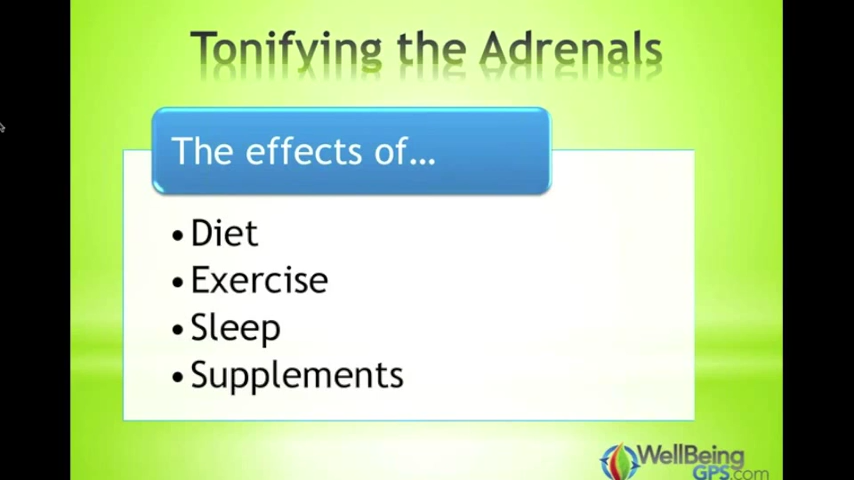 Tonifying the Adrenals
The effects of...
•Diet
•Exercise
•Sleep
•Supplements
WellBeing
GPS.com